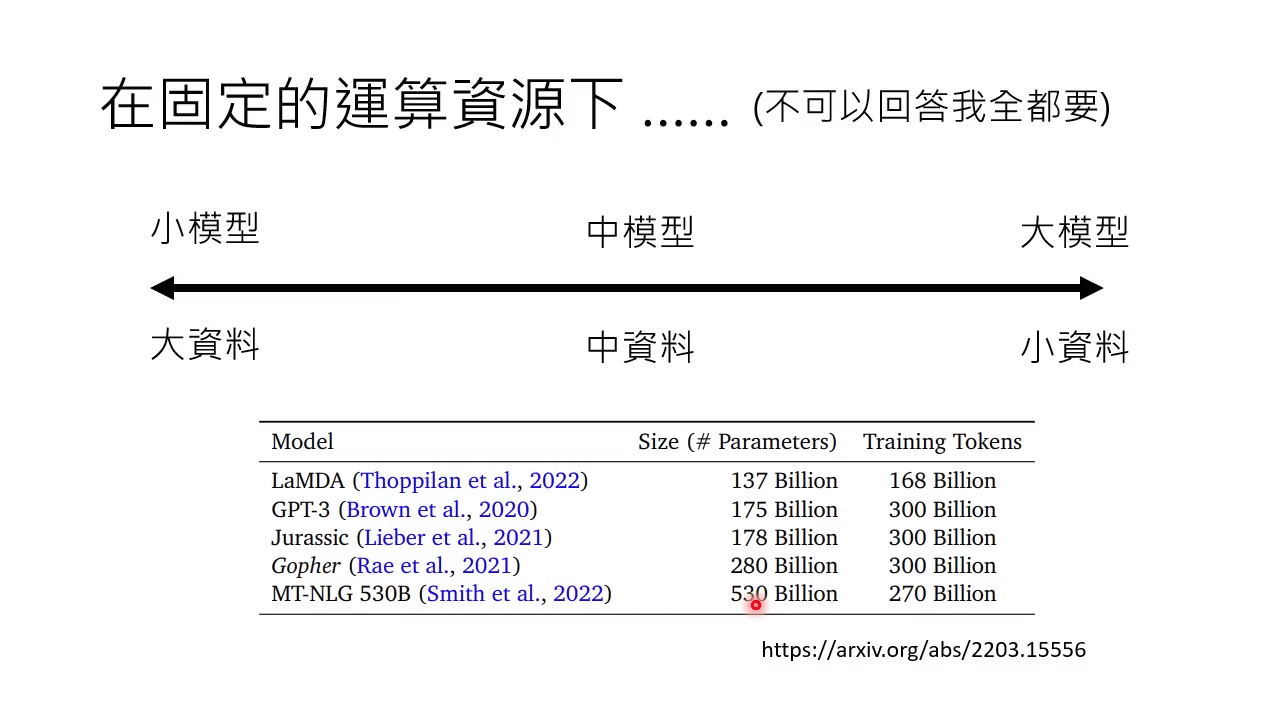 在固定的運算資源下 ...... (不可以回答我全都要)
小模型 中模型 大模型
大資料 中資料 小資料
Model Size (# Parameters) Training Tokens
LaMDA (Thoppilan et al., 2022) 137 Billion 168 Billion
GPT-3 (Brown et al., 2020) 175 Billion 300 Billion
Jurassic (Lieber et al., 2021) 178 Billion 300 Billion
Gopher (Rae et al., 2021) 280 Billion 300 Billion
MT-NLG 530B (Smith et al., 2022) 530 Billion 270 Billion
https://arxiv.org/abs/2203.15556